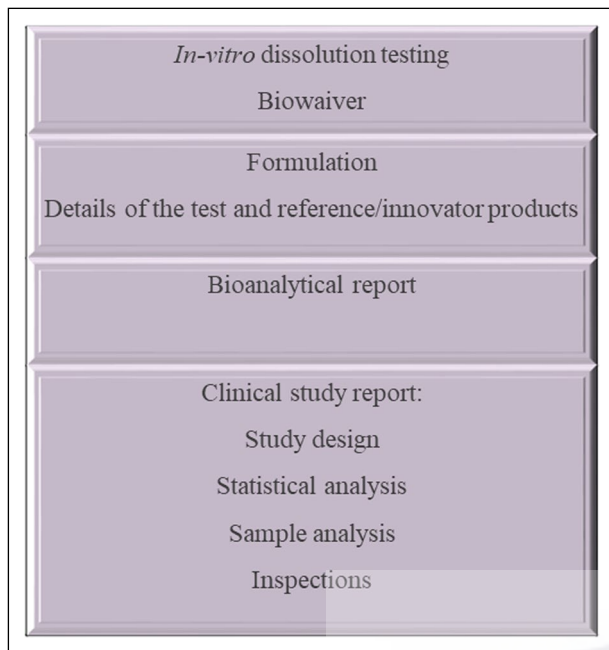 In-vitro dissolution testing
Biowaiver
Formulation
Details of the test and reference/innovator products
Bioanalytical report
Clinical study report:
Study design
Statistical analysis
Sample analysis
Inspections